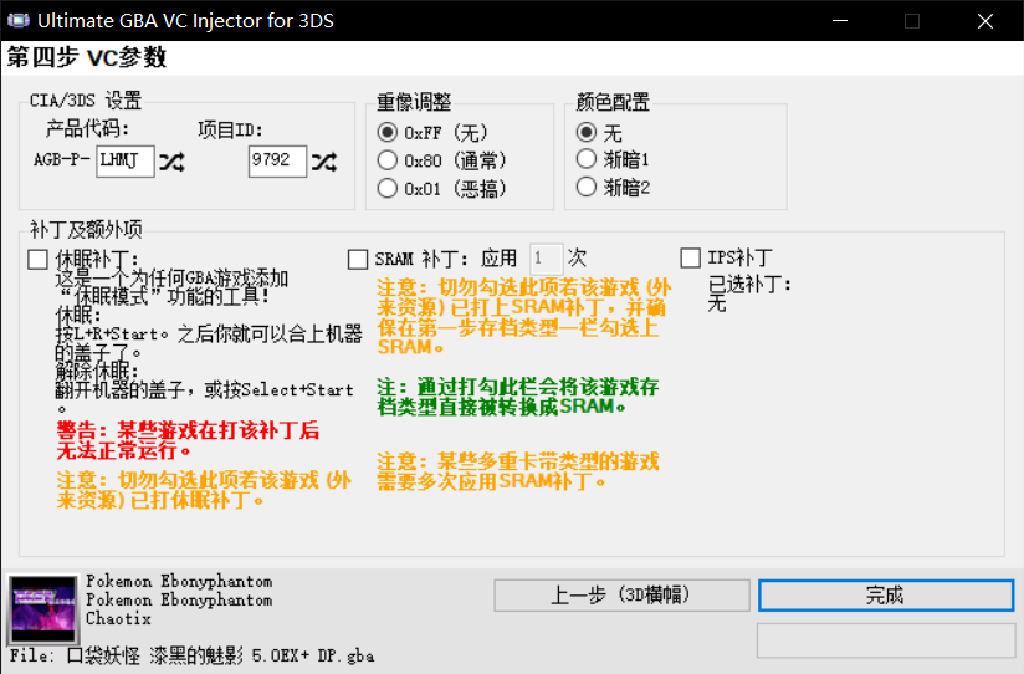 Ultimate GBA VC Injector for 3DS
第四步 VC参数
CIA/3DS 设置
产品代码:
项目ID:
AGB-P-
LHMJ
9792
重像调整
0xFF (无)
0x80 (通常)
0x01 (恶搞)
颜色配置
无
渐暗1
渐暗2
补丁及额外项
休眠补丁:
这是一个为任何GBA游戏添加
“休眠模式”功能的工具!
休眠:
按L+R+Start。之后你就可以合上机器
的盖子了。
解除休眠:
翻开机器的盖子，或按Select+Start
。
警告: 某些游戏在打该补丁后
无法正常运行。
注意: 切勿勾选此项若该游戏 (外
来资源) 已打休眠补丁。
SRAM 补丁: 应用 1 次
注意: 切勿勾选此项若该游戏 (外
来资源) 已打上SRAM补丁，并确
保在第一步存档类型一栏勾选上
SRAM。
注: 通过打勾此栏会将该游戏存
档类型直接被转换成SRAM。
注意: 某些多重卡带类型的游戏
需要多次应用SRAM补丁。
IPS补丁
已选补丁:
无
Pokemon Ebonyphantom
Pokemon Ebonyphantom
Chaotix
File: 口袋妖怪 漆黑的魅影 5.0EX+ DP.gba
上一步 (3D横幅)
完成